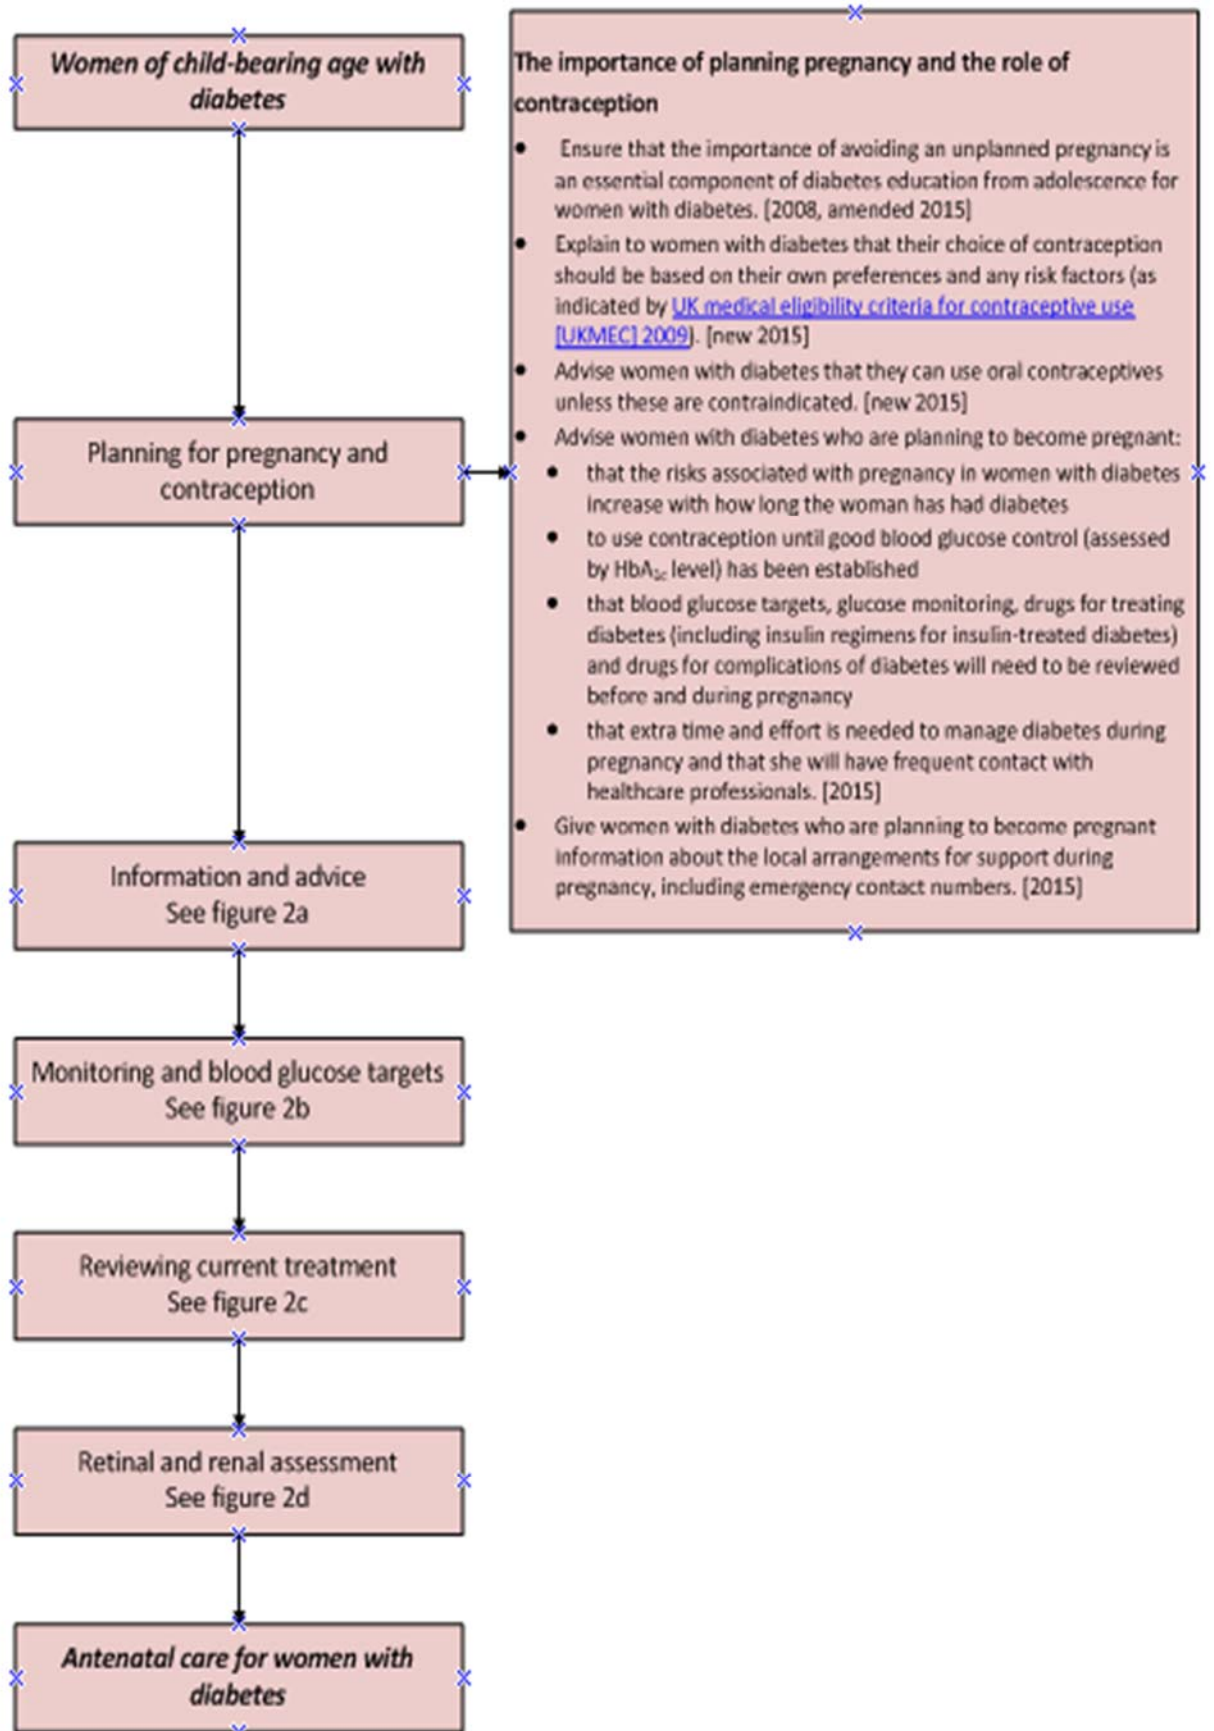 Women of child-bearing age with
diabetes
Planning for pregnancy and
contraception
Information and advice
See figure 2a
Monitoring and blood glucose targets
See figure 2b
Reviewing current treatment
See figure 2c
Retinal and renal assessment
See figure 2d
Antenatal care for women with
diabetes
The importance of planning pregnancy and the role of
contraception
• Ensure that the importance of avoiding an unplanned pregnancy is
an essential component of diabetes education from adolescence for
women with diabetes. [2008, amended 2015]
• Explain to women with diabetes that their choice of contraception
should be based on their own preferences and any risk factors (as
indicated by UK medical eligibility criteria for contraceptive use
[UKMEC] 2009). [new 2015]
• Advise women with diabetes that they can use oral contraceptives
unless these are contraindicated. [new 2015]
• Advise women with diabetes who are planning to become pregnant:
• that the risks associated with pregnancy in women with diabetes
increase with how long the woman has had diabetes
• to use contraception until good blood glucose control (assessed
by HbA1c level) has been established
• that blood glucose targets, glucose monitoring, drugs for treating
diabetes (including insulin regimens for insulin-treated diabetes)
and drugs for complications of diabetes will need to be reviewed
before and during pregnancy
• that extra time and effort is needed to manage diabetes during
pregnancy and that she will have frequent contact with
healthcare professionals. [2015]
• Give women with diabetes who are planning to become pregnant
information about the local arrangements for support during
pregnancy, including emergency contact numbers. [2015]